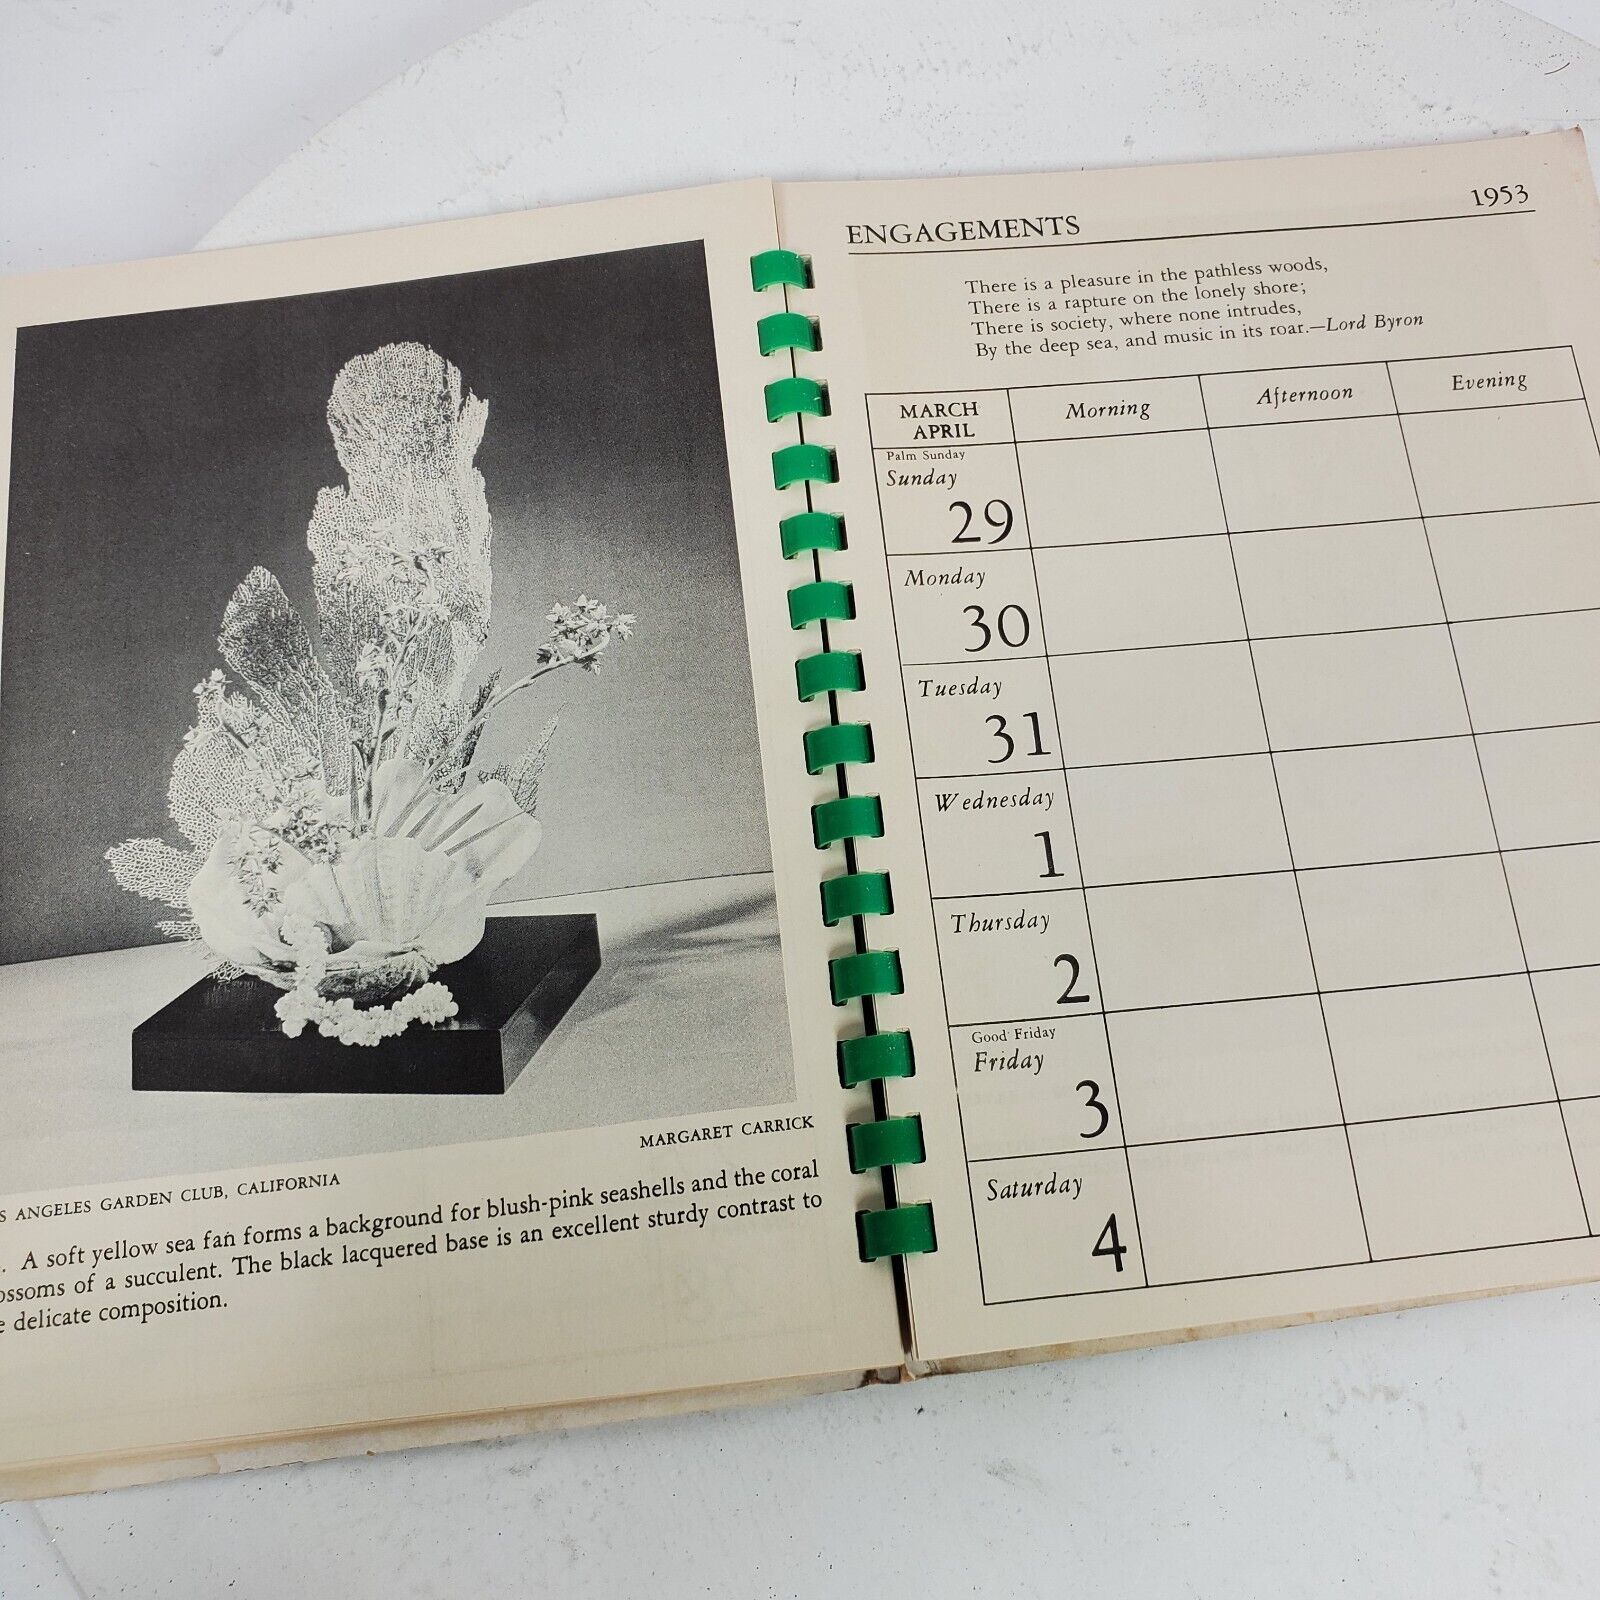 MARGARET CARRICK
ANGELES GARDEN CLUB, CALIFORNIA
. A soft yellow sea fan forms a background for blush-pink seashells and the coral
of a succulent. The black lacquered base is an excellent sturdy contrast to
delicate composition.
ENGAGEMENTS 1953
There is a pleasure in the pathless woods,
There is a rapture on the lonely shore;
There is society, where none intrudes,
By the deep sea, and music in its roar.—Lord Byron
MARCH
APRIL
Morning Afternoon Evening
Palm Sunday
Sunday
29
Monday
30
Tuesday
31
Wednesday
1
Thursday
2
Good Friday
Friday
3
Saturday
4